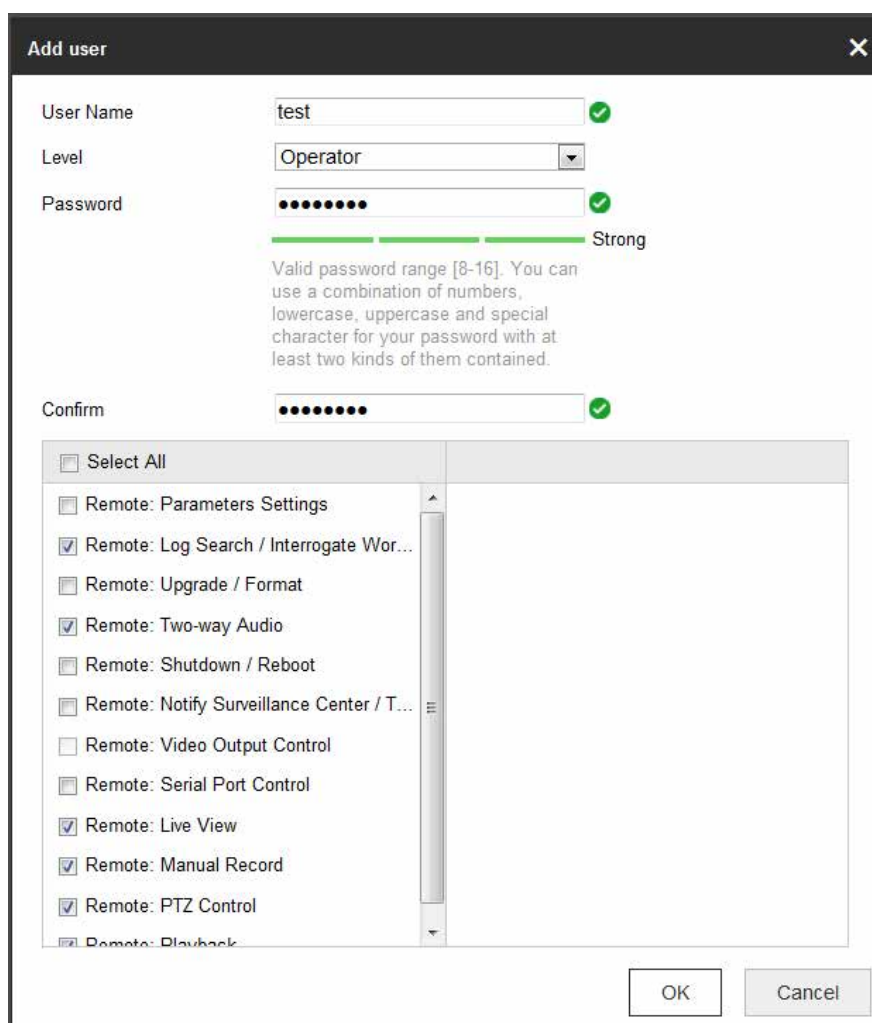 Add user
User Name test
Level Operator
Password ●●●●●●●●
Strong
Valid password range [8-16]. You can
use a combination of numbers,
lowercase, uppercase and special
character for your password with at
least two kinds of them contained.
Confirm ●●●●●●●●
Select All
Remote: Parameters Settings
Remote: Log Search / Interrogate Wor...
Remote: Upgrade / Format
Remote: Two-way Audio
Remote: Shutdown / Reboot
Remote: Notify Surveillance Center / T...
Remote: Video Output Control
Remote: Serial Port Control
Remote: Live View
Remote: Manual Record
Remote: PTZ Control
Remote: Playback
OK Cancel